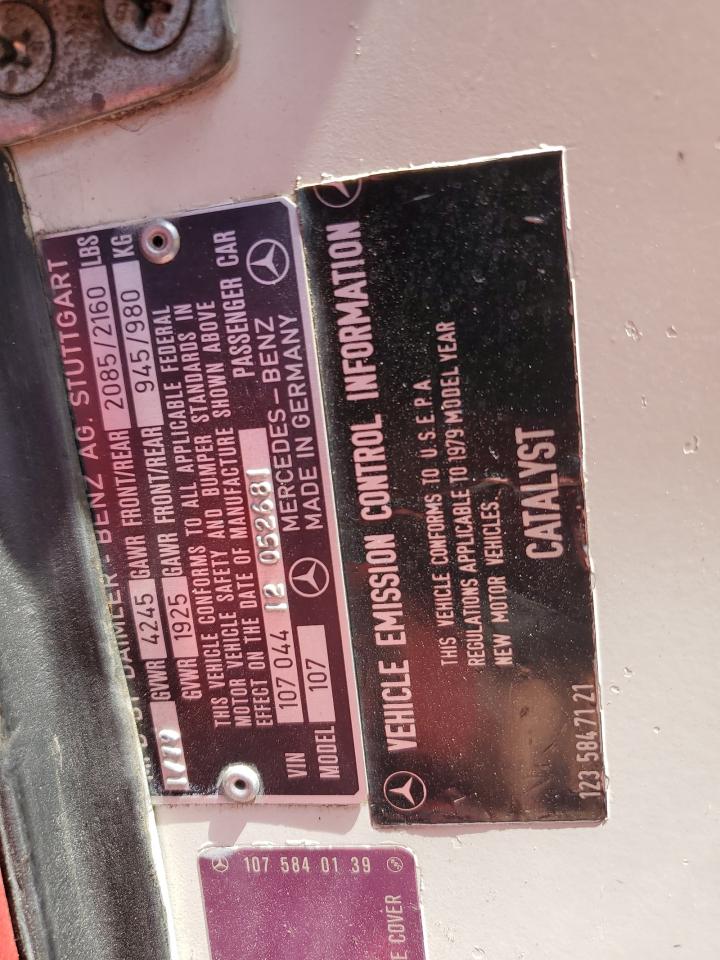 DAIMLER-BENZ AG. STUTTGART
GVWR 4245 GAWR FRONT/REAR 2085/2160 LBS
GVWR 1925 GAWR FRONT/REAR 945/980 KG
THIS VEHICLE CONFORMS TO ALL APPLICABLE FEDERAL
MOTOR VEHICLE SAFETY AND BUMPER STANDARDS IN
EFFECT ON THE DATE OF MANUFACTURE SHOWN ABOVE
PASSENGER CAR
VIN 107 044 12 052681
MERCEDES-BENZ
MODEL 107
MADE IN GERMANY
VEHICLE EMISSION CONTROL INFORMATION
THIS VEHICLE CONFORMS TO U.S.E.P.A.
REGULATIONS APPLICABLE TO 1979 MODEL YEAR
NEW MOTOR VEHICLES
CATALYST
123 584 71 21
107 584 01 39
E COVER